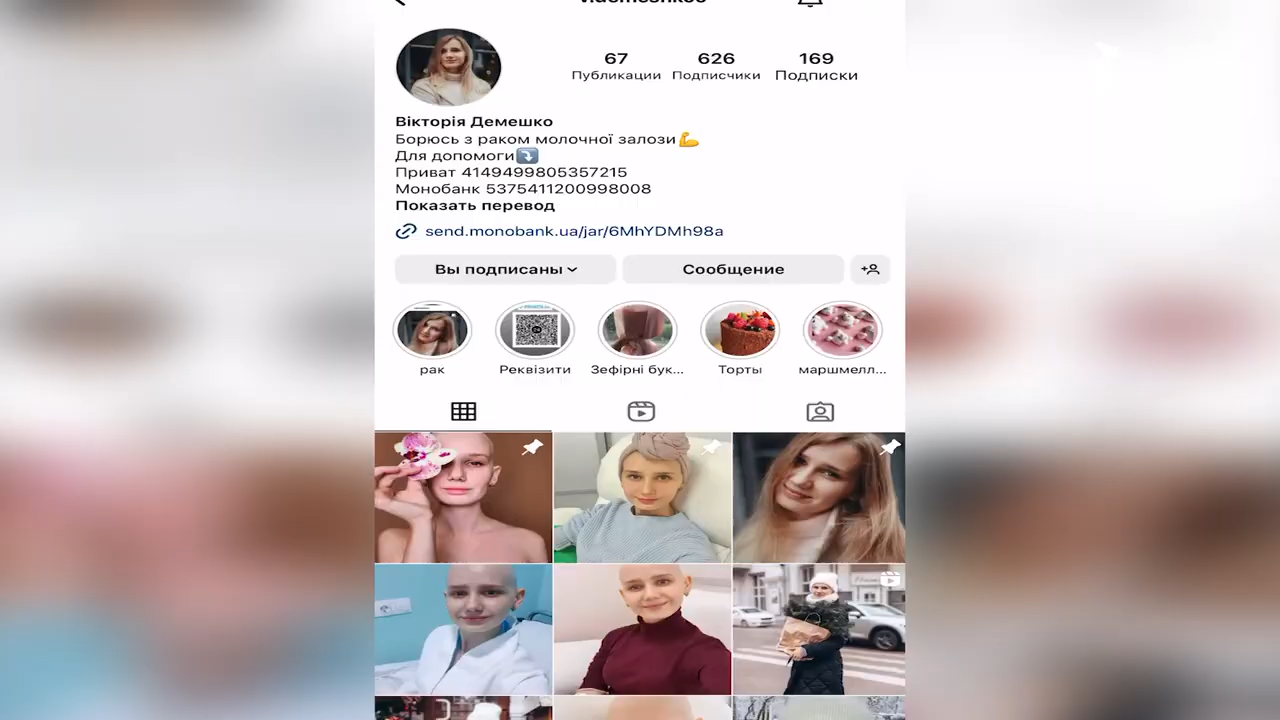 67 626 169
Публикации Подписчики Подписки
Вікторія Демешко
Борюсь з раком молочної залози💪
Для допомоги⤵️
Приват 4149499805357215
Монобанк 5375411200998008
Показать перевод
send.monobank.ua/jar/6MhYDMh98a
Вы подписаны Сообщение
рак Реквізити Зефірні бук... Торты маршмелл...